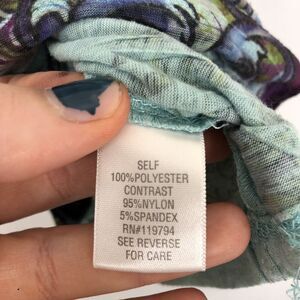 SELF
100%POLYESTER
CONTRAST
95%NYLON
5%SPANDEX
RN#119794
SEE REVERSE
FOR CARE